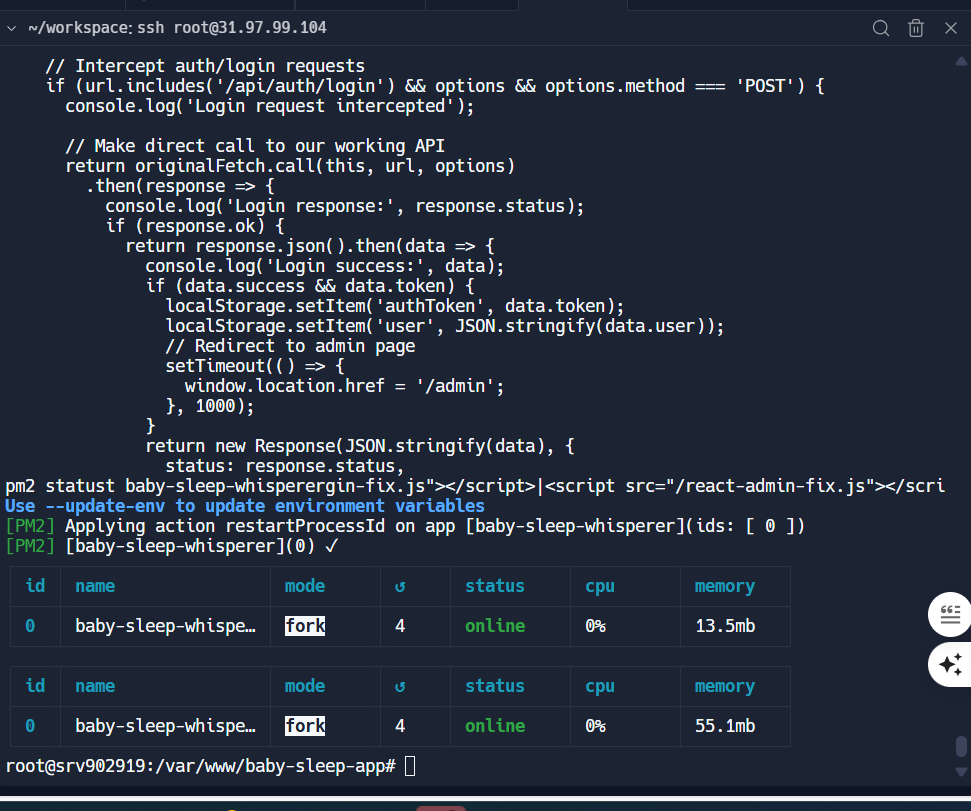 ~/workspace: ssh root@31.97.99.104
// Intercept auth/login requests
if (url.includes('/api/auth/login') && options && options.method === 'POST') {
console.log('Login request intercepted');
// Make direct call to our working API
return originalFetch.call(this, url, options)
.then(response => {
console.log('Login response:', response.status);
if (response.ok) {
return response.json().then(data => {
console.log('Login success:', data);
if (data.success && data.token) {
localStorage.setItem('authToken', data.token);
localStorage.setItem('user', JSON.stringify(data.user));
// Redirect to admin page
setTimeout(() => {
window.location.href = '/admin';
}, 1000);
}
return new Response(JSON.stringify(data), {
status: response.status,
pm2 statust baby-sleep-whisperergin-fix.js"></script>|<script src="/react-admin-fix.js"></scri
Use --update-env to update environment variables
[PM2] Applying action restartProcessId on app [baby-sleep-whisperer](ids: [ 0 ])
[PM2] [baby-sleep-whisperer](0) ✓
id name mode ↺ status cpu memory
0 baby-sleep-whispe… fork 4 online 0% 13.5mb
id name mode ↺ status cpu memory
0 baby-sleep-whispe… fork 4 online 0% 55.1mb
root@srv902919:/var/www/baby-sleep-app#